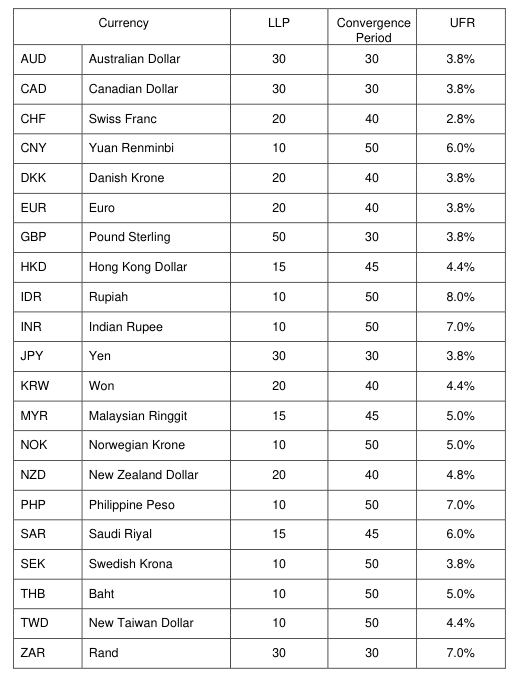 Currency LLP Convergence Period UFR
AUD Australian Dollar 30 30 3.8%
CAD Canadian Dollar 30 30 3.8%
CHF Swiss Franc 20 40 2.8%
CNY Yuan Renminbi 10 50 6.0%
DKK Danish Krone 20 40 3.8%
EUR Euro 20 40 3.8%
GBP Pound Sterling 50 30 3.8%
HKD Hong Kong Dollar 15 45 4.4%
IDR Rupiah 10 50 8.0%
INR Indian Rupee 10 50 7.0%
JPY Yen 30 30 3.8%
KRW Won 20 40 4.4%
MYR Malaysian Ringgit 15 45 5.0%
NOK Norwegian Krone 10 50 5.0%
NZD New Zealand Dollar 20 40 4.8%
PHP Philippine Peso 10 50 7.0%
SAR Saudi Riyal 15 45 6.0%
SEK Swedish Krona 10 50 3.8%
THB Baht 10 50 5.0%
TWD New Taiwan Dollar 10 50 4.4%
ZAR Rand 30 30 7.0%